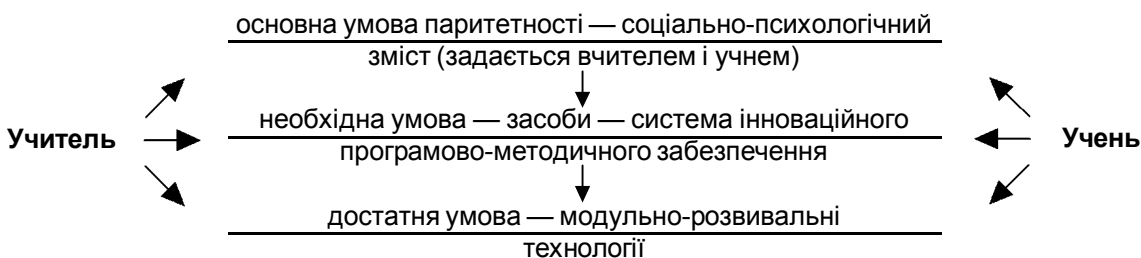 основна умова паритетності — соціально-психологічний
зміст (задається вчителем і учнем)
необхідна умова — засоби — система інноваційного
Учитель
Учень
програмово-методичного забезпечення
достатня умова — модульно-розвивальні
технології